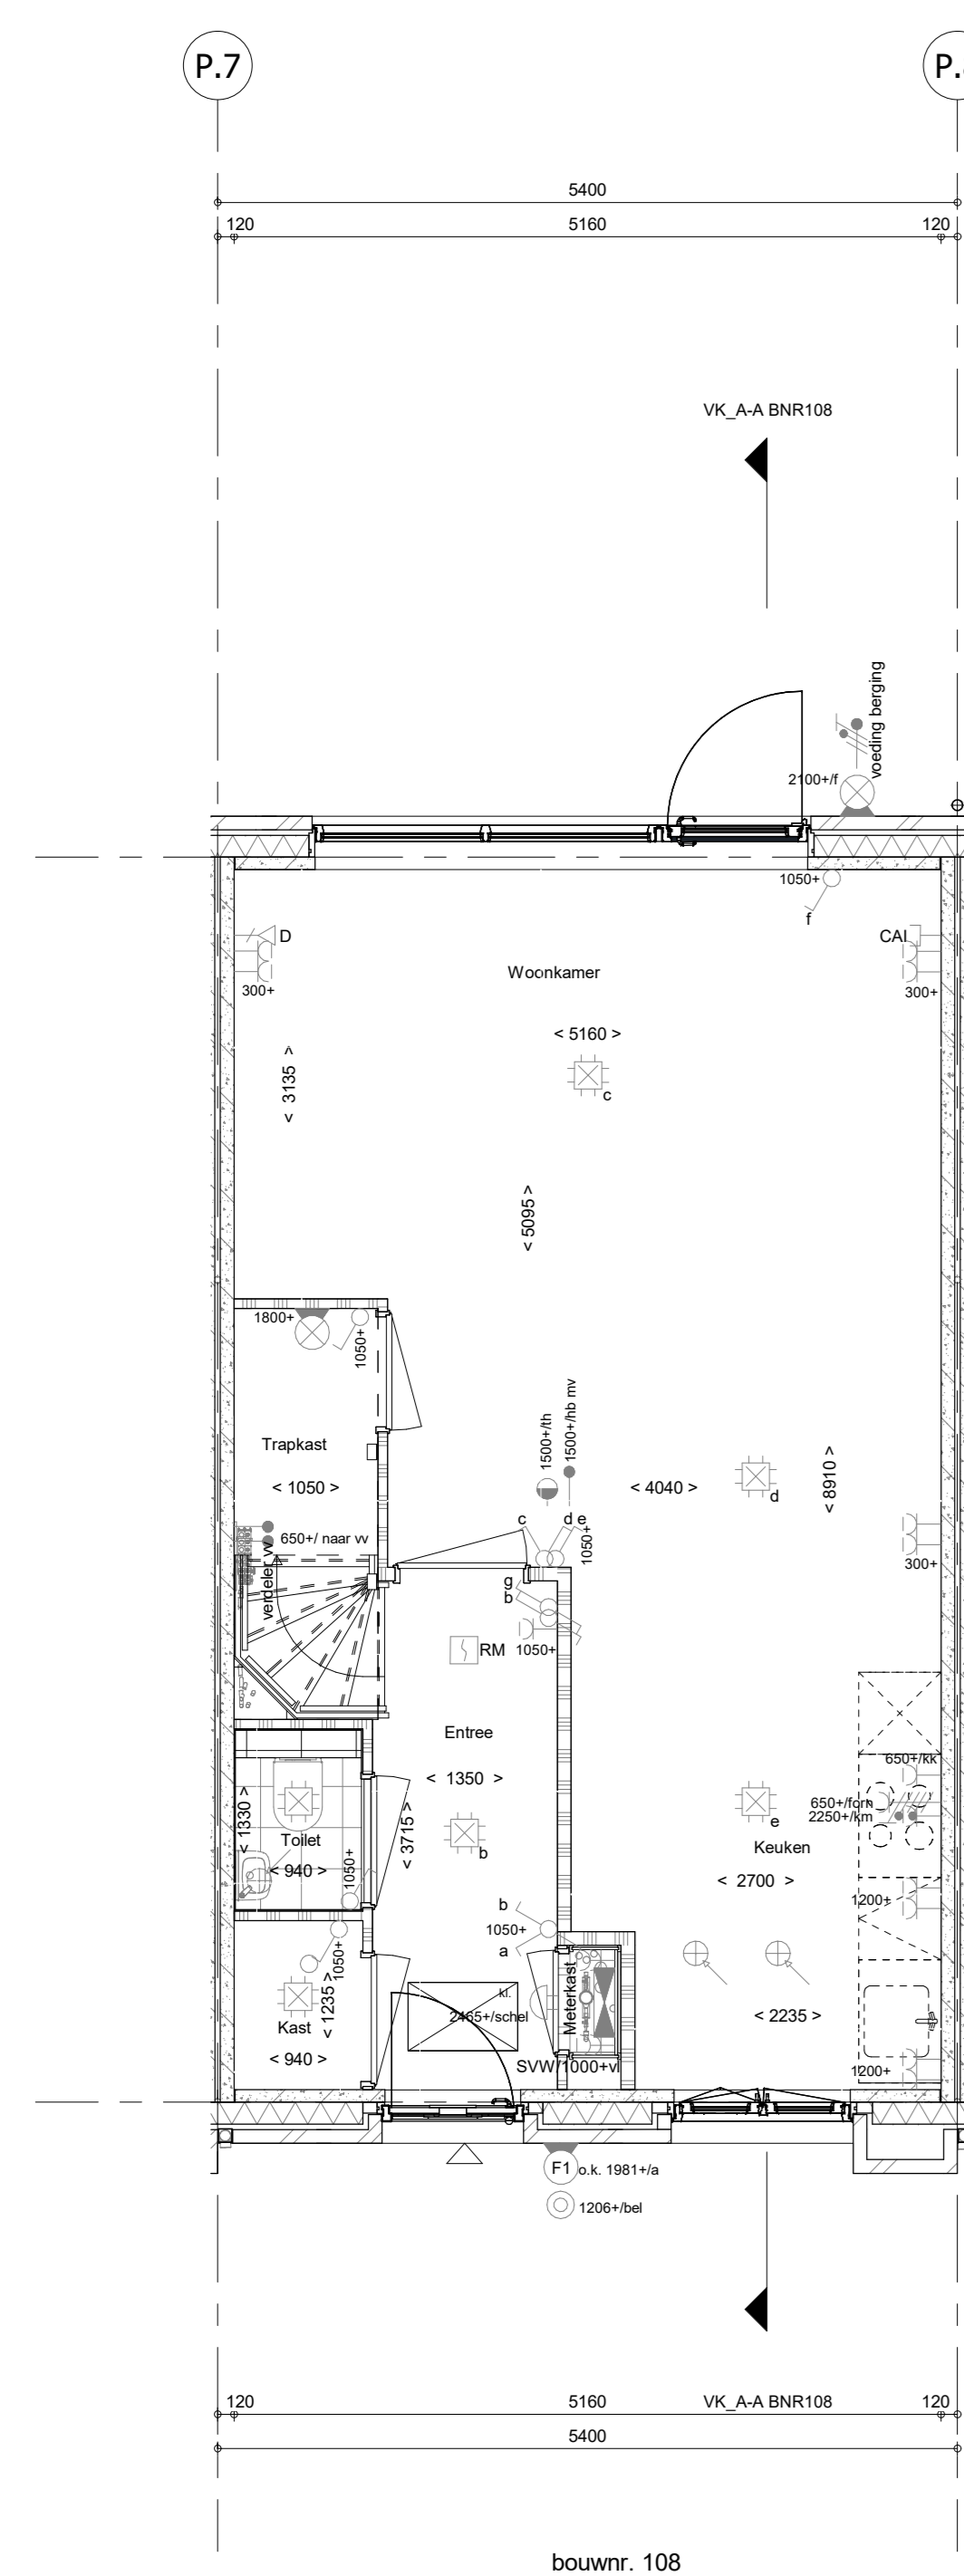 P.7
5400
120 5160 120
VK_A-A BNR108
voeding berging
2100+/f
1050+
f
D
CAI
300+
300+
Woonkamer
< 5160 >
c
< 3135 >
< 5095 >
1800+
1050+
Trapkast
< 1050 >
1500+/th
1500+/hb mv
< 4040 >
d
< 8910 >
c d e
1050+
650+/ naar vv
verdeler vv
300+
g
b
1050+
RM
Entree
< 1350 >
650+/kk
650+/forn
2250+/km
< 1330 >
Toilet
< 940 >
1050+
< 3715 >
b
e
Keuken
< 2700 >
1200+
b
1050+
a
1050+
< 1235 >
Kast
< 940 >
kl.
2465+/schel
Meterkast
< 2235 >
SVW/1000+vl
1200+
F1 o.k. 1981+/a
1206+/bel
120 5160 VK_A-A BNR108 120
5400
bouwnr. 108